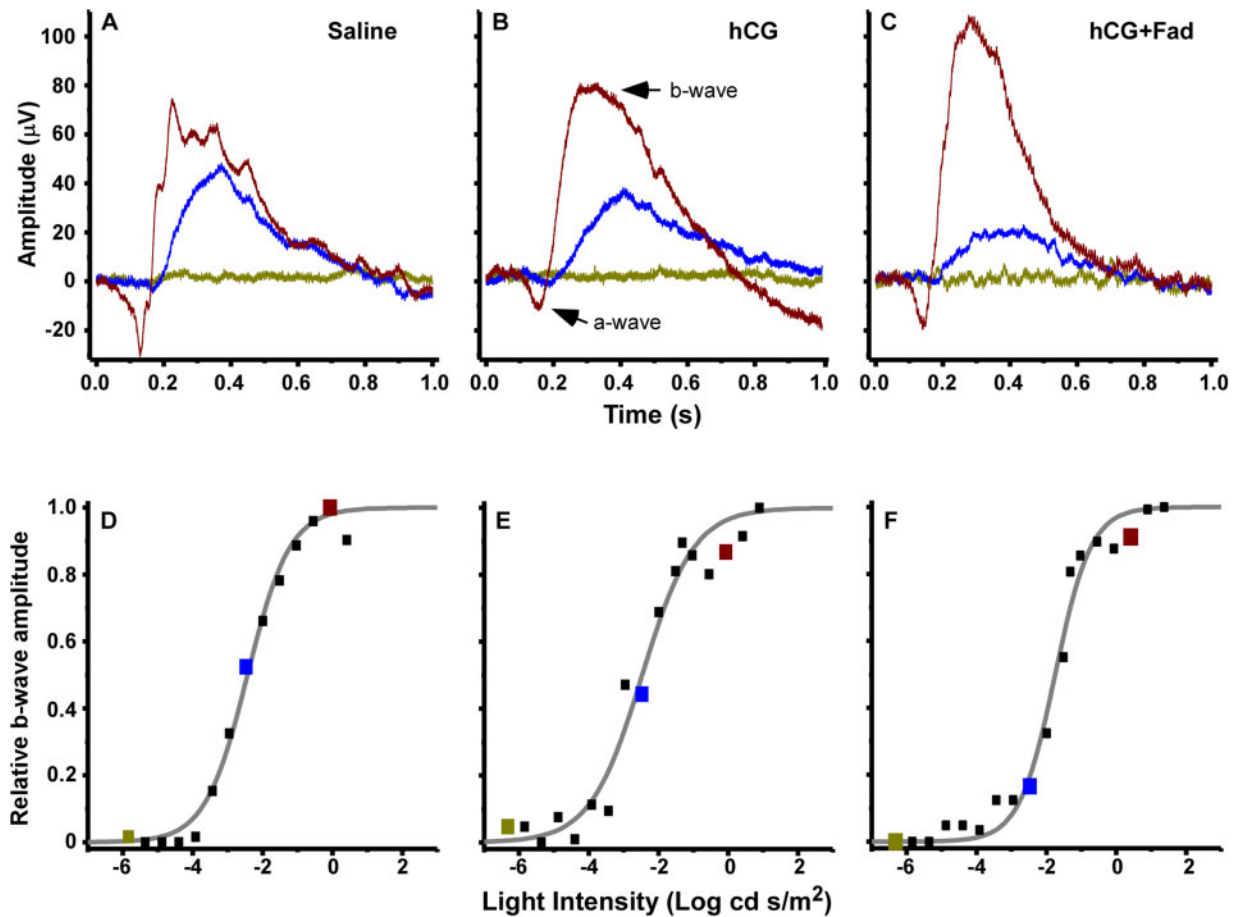 A
Saline
B
hCG
C
hCG+Fad
100
80
60
40
20
0
-20
Amplitude (μV)
b-wave
a-wave
0.0 0.2 0.4 0.6 0.8 1.0
0.0 0.2 0.4 0.6 0.8 1.0
0.0 0.2 0.4 0.6 0.8 1.0
Time (s)
D
E
F
1.0
0.8
0.6
0.4
0.2
0
Relative b-wave amplitude
-6 -4 -2 0 2
-6 -4 -2 0 2
-6 -4 -2 0 2
Light Intensity (Log cd s/m²)